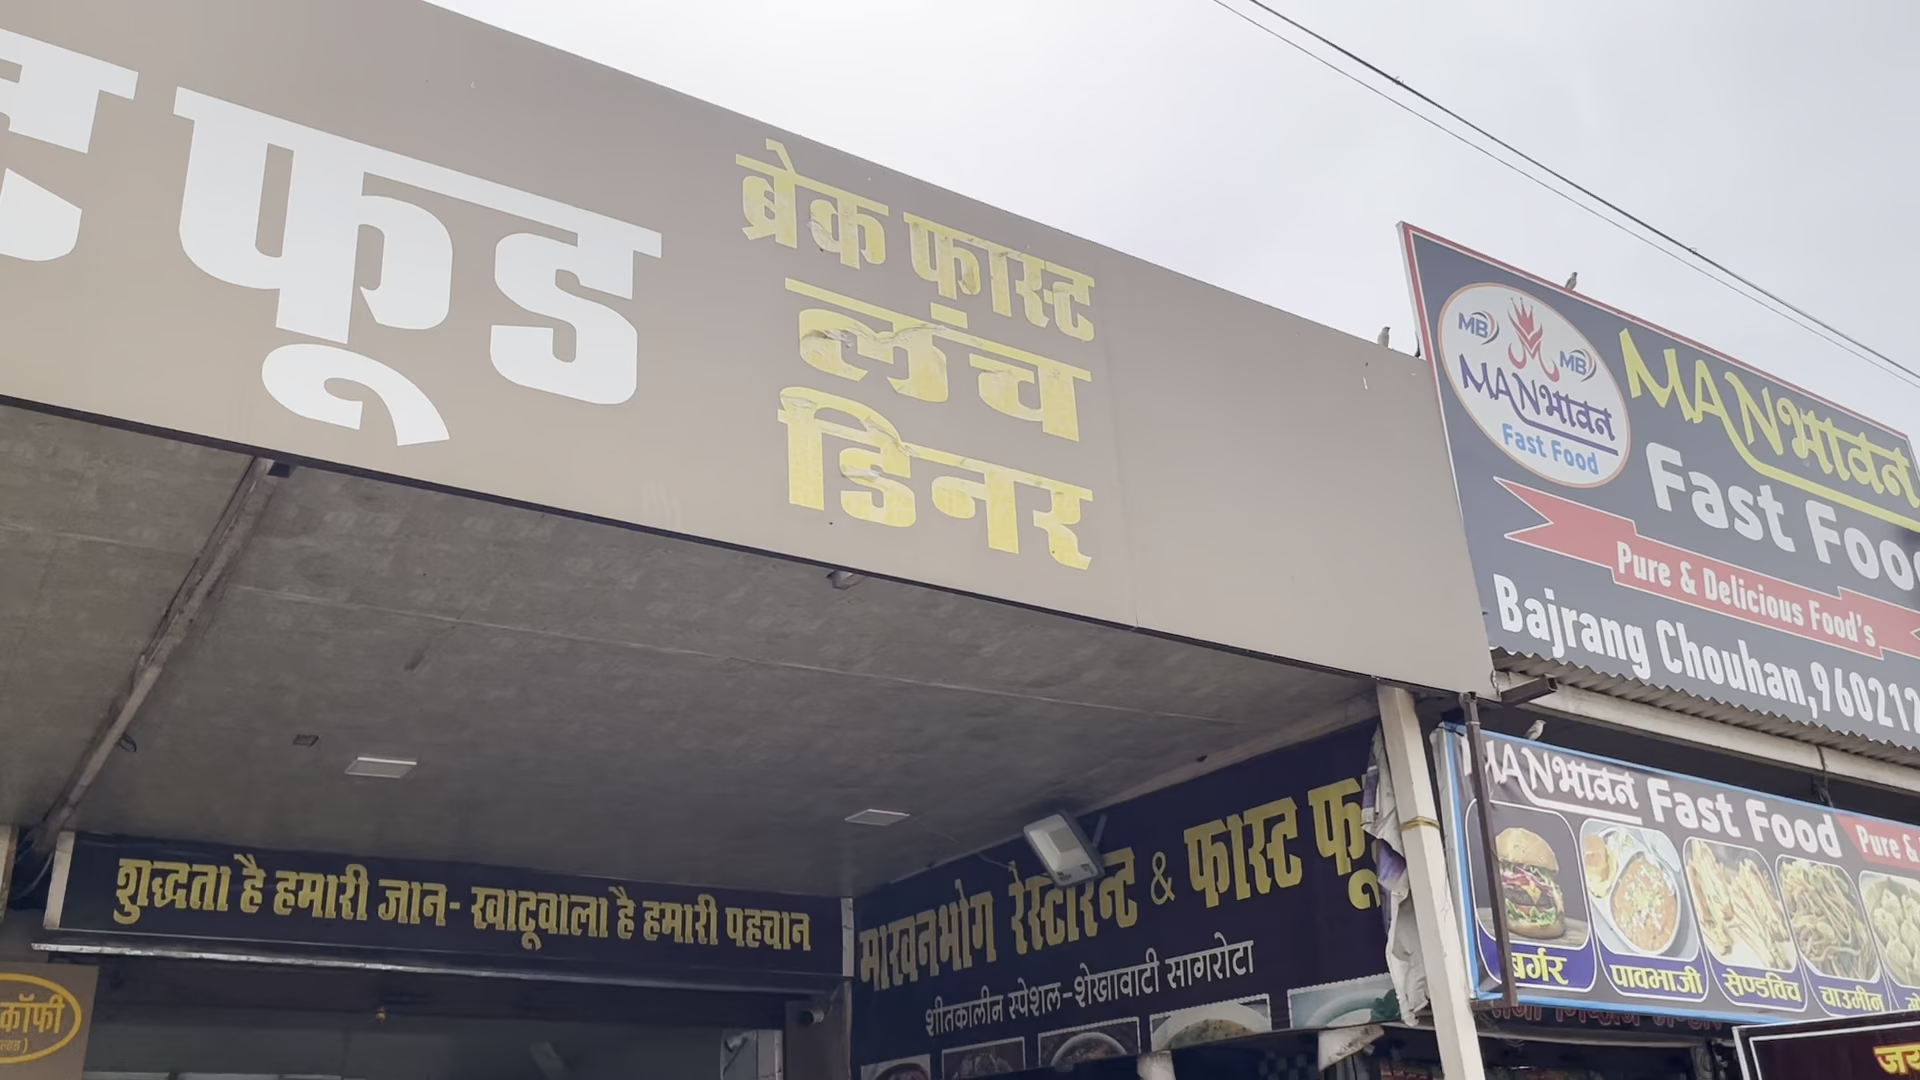 फूड
ब्रेक फ़ास्ट
लंच
डिनर
MB MB
MANभावन
Fast Food
MANभावन
Fast Foo
Pure & Delicious Food's
Bajrang Chouhan,960212
MANभावन Fast Food
Pure &
बर्गर पावभाजी सेण्डविच चाउमीन
शुद्धता है हमारी जान- खाटूवाला है हमारी पहचान
माखनभोग रेस्टोरेन्ट & फास्ट फू
शीतकालीन स्पेशल-शेखावाटी सागरोटा
कॉफी